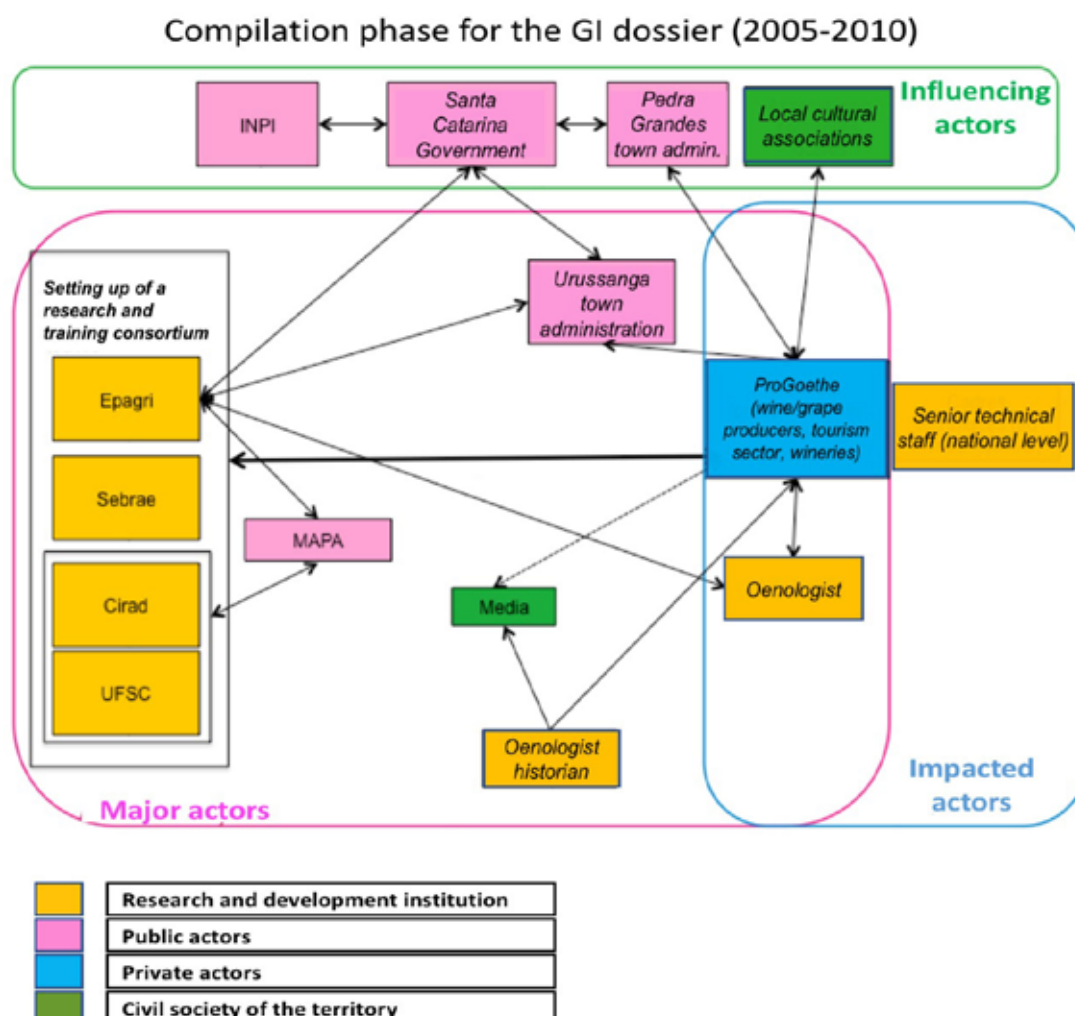 Compilation phase for the GI dossier (2005-2010)
Influencing
actors
INPI
Santa
Catarina
Government
Pedra
Grandes
town admin.
Local cultural
associations
Setting up of a
research and
training consortium
Urussanga
town
administration
Epagri
ProGoethe
(wine/grape
producers, tourism
sector, wineries)
Senior technical
staff (national level)
Sebrae
MAPA
Cirad
Media
Oenologist
UFSC
Oenologist
historian
Impacted
actors
Major actors
Research and development institution
Public actors
Private actors
Civil society of the territory